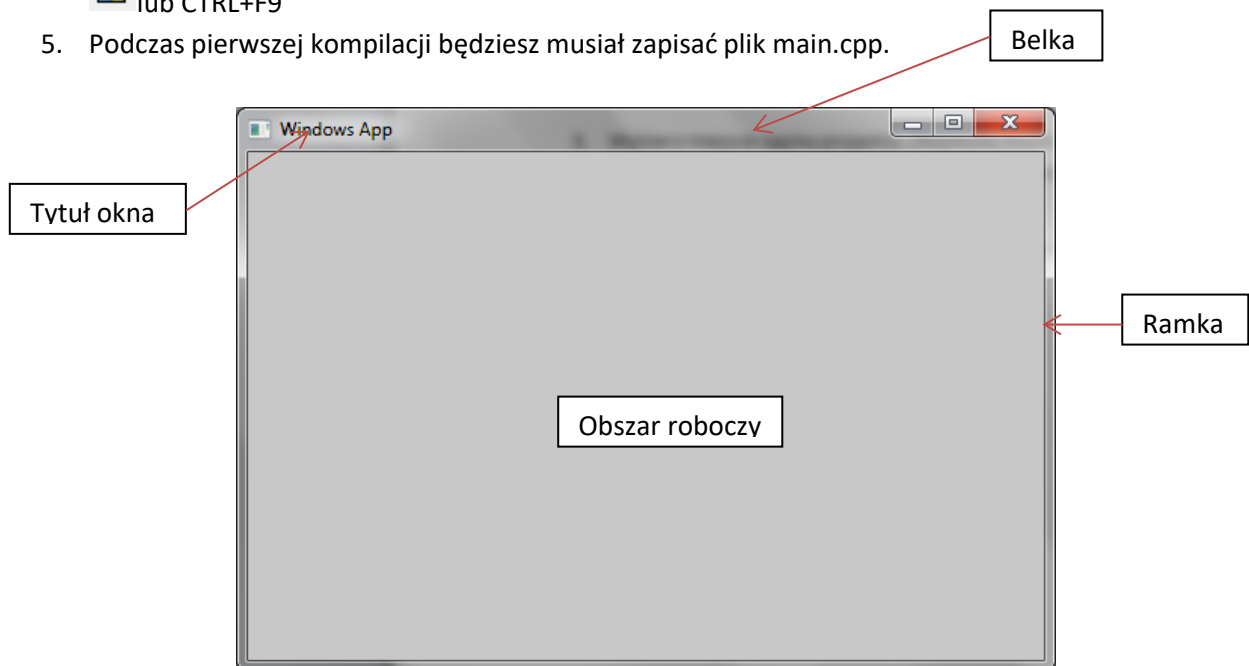 lub CTRL+F9
5. Podczas pierwszej kompilacji będziesz musiał zapisać plik main.cpp.
Belka
Windows App
Tytuł okna
Ramka
Obszar roboczy